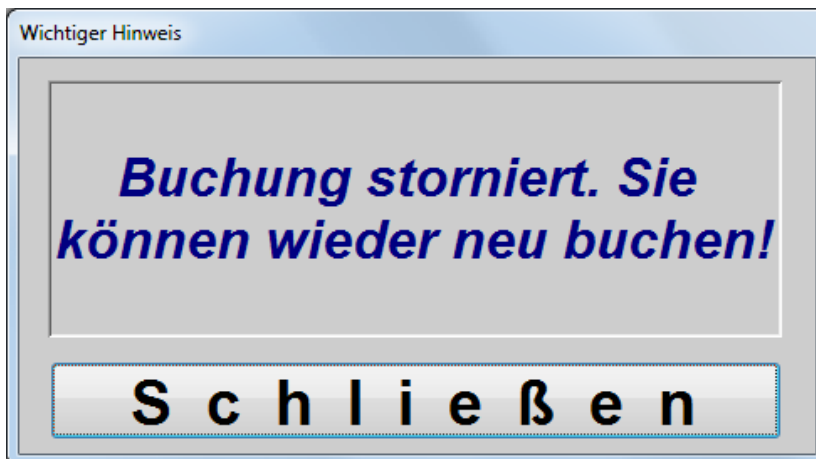 Wichtiger Hinweis
Buchung storniert. Sie
können wieder neu buchen!
S c h l i e ß e n